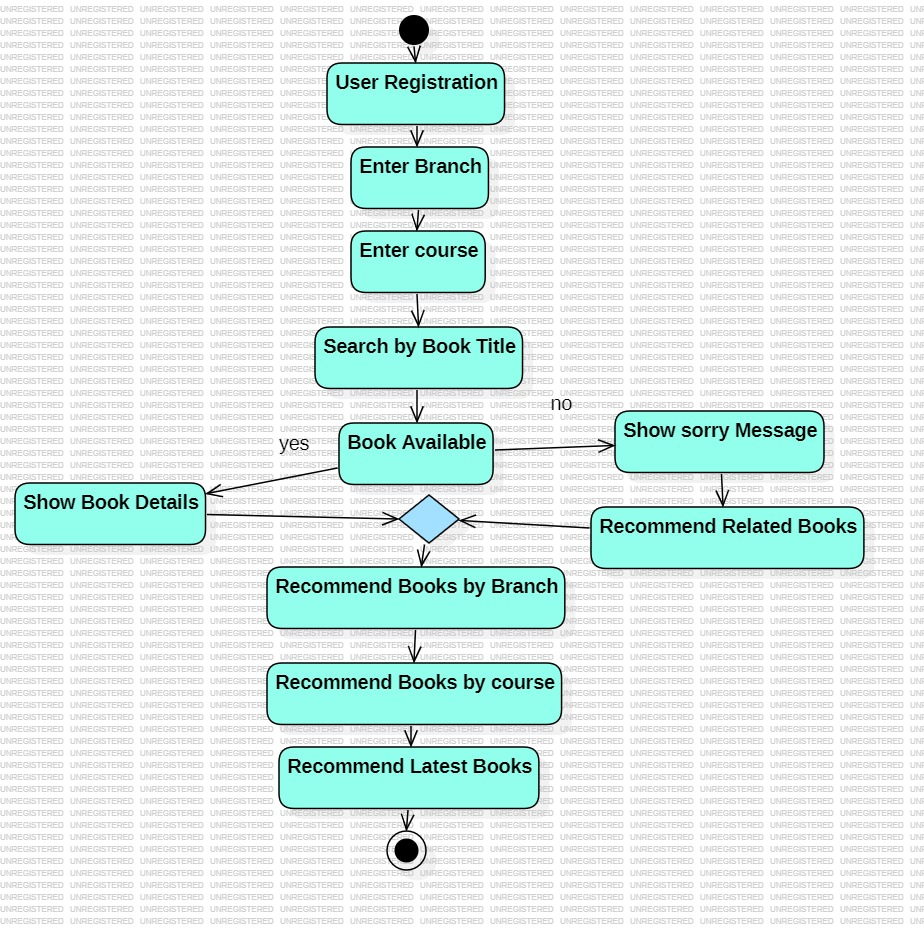 User Registration
Enter Branch
Enter course
Search by Book Title
no
Book Available
Show sorry Message
yes
Show Book Details
Recommend Related Books
Recommend Books by Branch
Recommend Books by course
Recommend Latest Books
UNREGISTERED